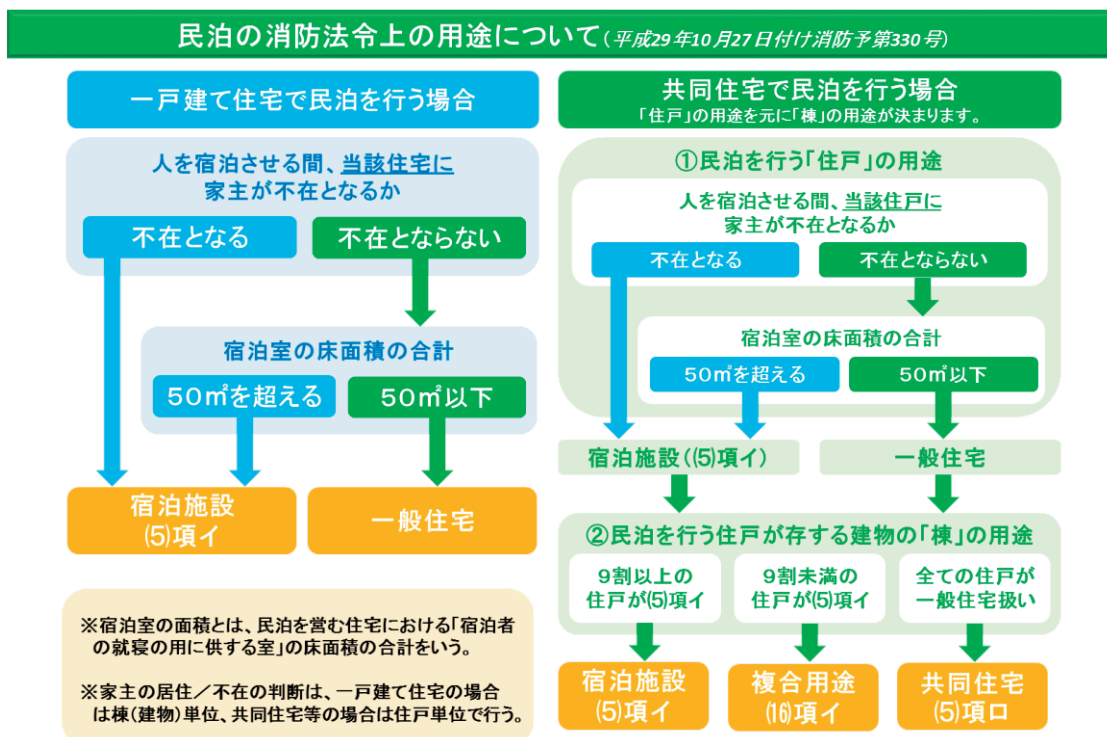 民泊の消防法令上の用途について(平成29年10月27日付け消防予第330号)
一戸建て住宅で民泊を行う場合
人を宿泊させる間、当該住宅に
家主が不在となるか
不在となる
不在とならない
宿泊室の床面積の合計
50㎡を超える
50㎡以下
宿泊施設
(5)項イ
一般住宅
※宿泊室の面積とは、民泊を営む住宅における「宿泊者
の就寝の用に供する室」の床面積の合計をいう。
※家主の居住/不在の判断は、一戸建て住宅の場合
は棟(建物)単位、共同住宅等の場合は住戸単位で行う。
共同住宅で民泊を行う場合
「住戸」の用途を元に「棟」の用途が決まります。
①民泊を行う「住戸」の用途
人を宿泊させる間、当該住戸に
家主が不在となるか
不在となる
不在とならない
宿泊室の床面積の合計
50㎡を超える
50㎡以下
宿泊施設((5)項イ)
一般住宅
②民泊を行う住戸が存する建物の「棟」の用途
9割以上の
住戸が(5)項イ
9割未満の
住戸が(5)項イ
全ての住戸が
一般住宅扱い
宿泊施設
(5)項イ
複合用途
(16)項イ
共同住宅
(5)項ロ